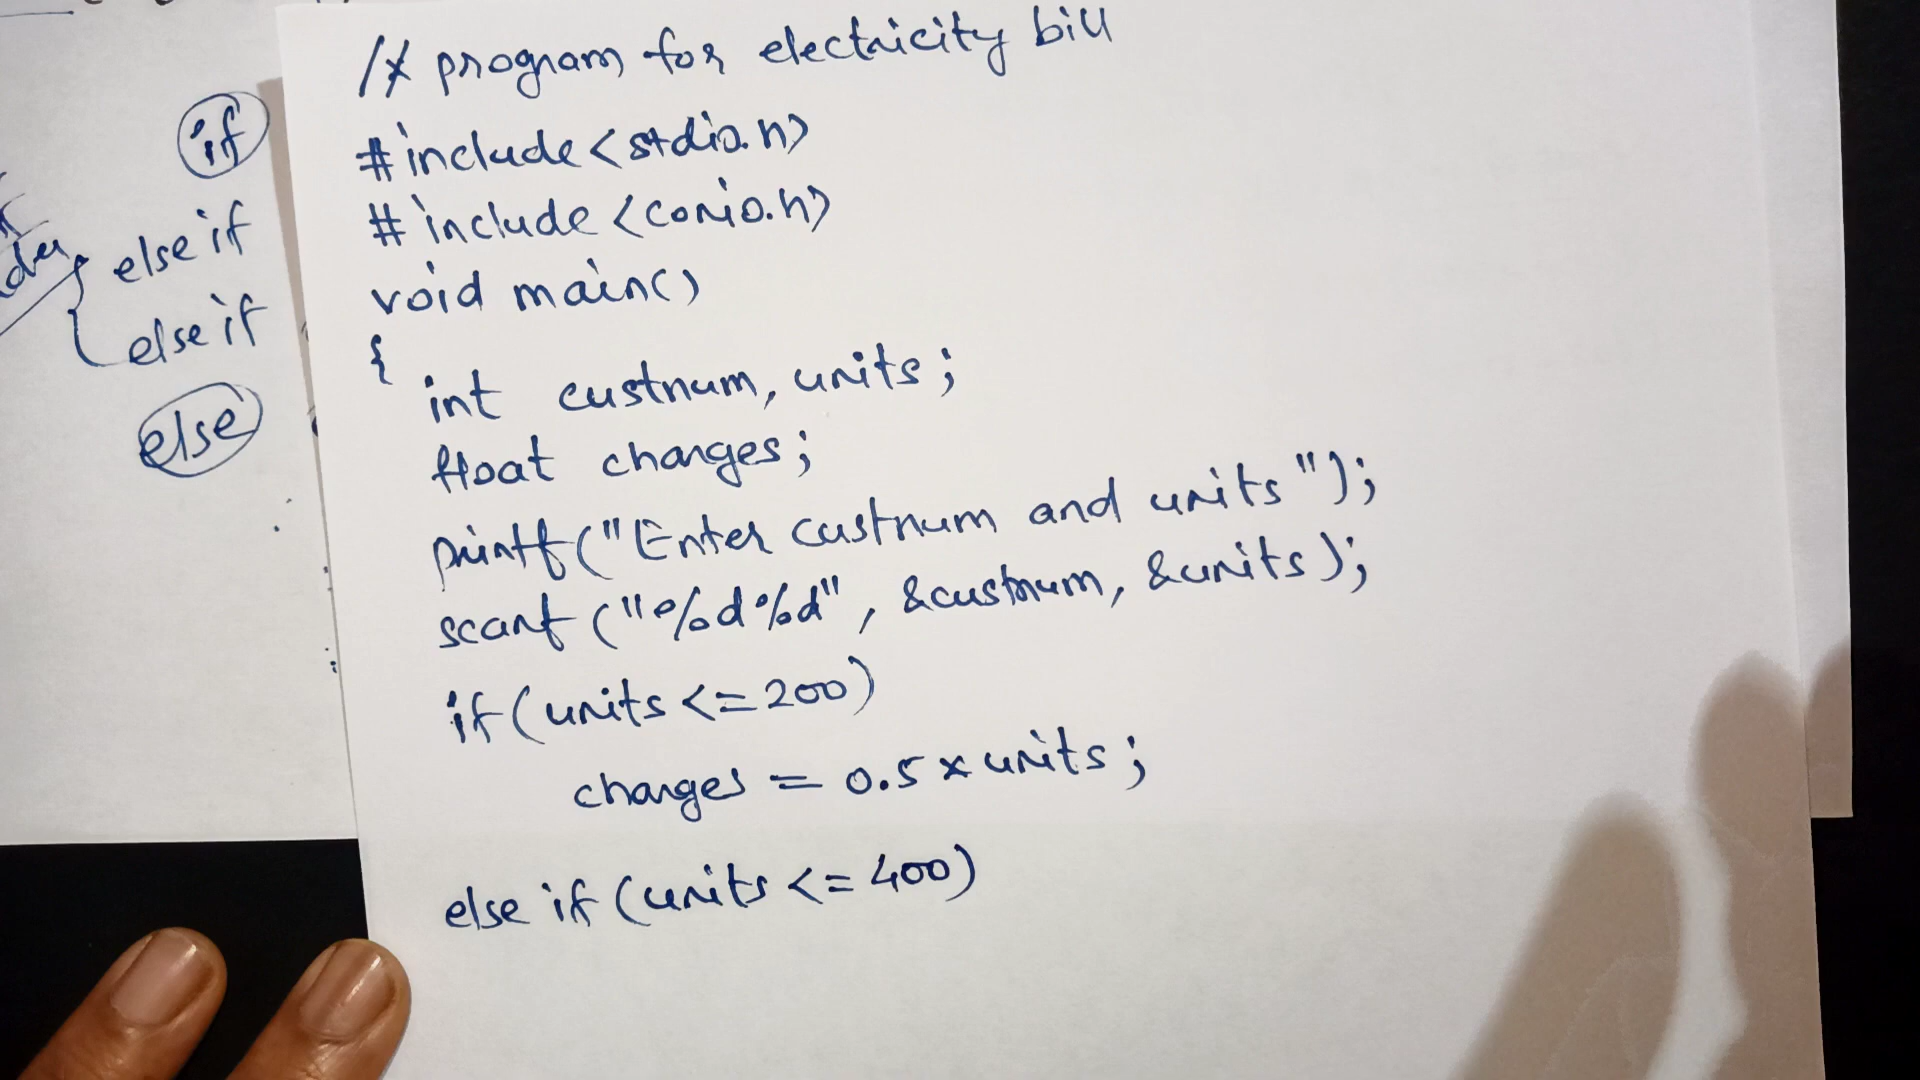 if
else if
else if
else
/* program for electricity bill
#include <stdio.h>
#include <conio.h>
void main()
{
int custnum, units;
float charges;
printf("Enter custnum and units");
scanf ("%d%d", &custnum, &units);
if (units <= 200)
charges = 0.5 * units;
else if (units <= 400)